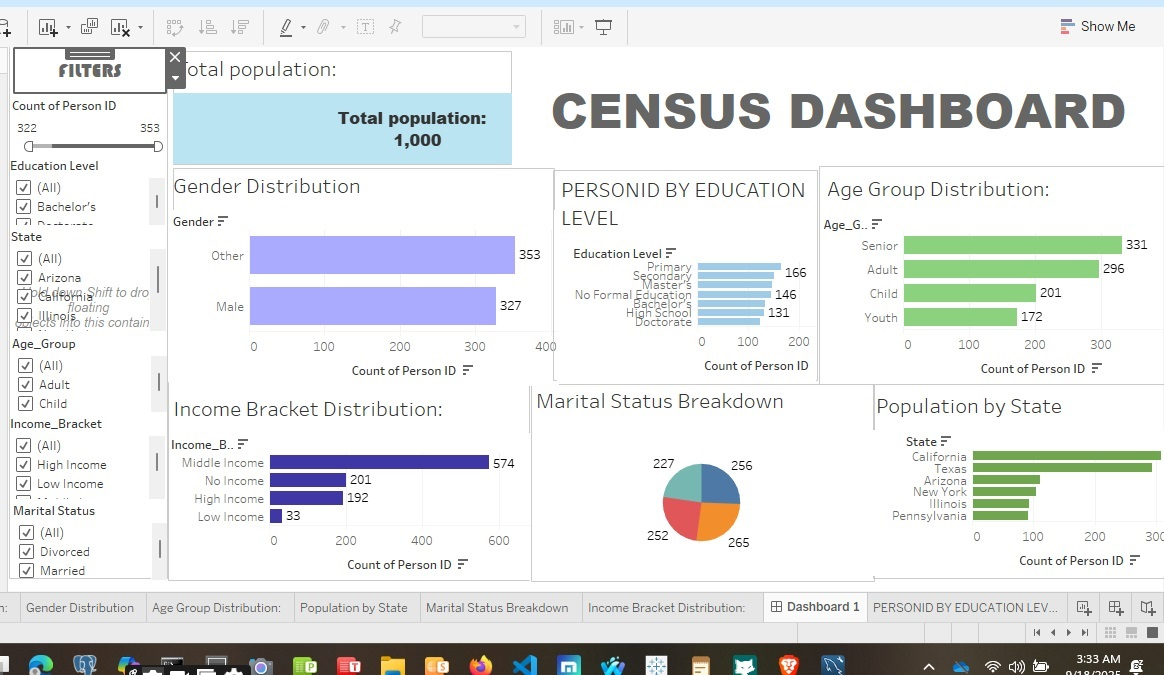 Show Me
FILTERS
Count of Person ID
322 353
Education Level
(All)
Bachelor's
Doctorate
State
(All)
Arizona
California
Illinois
Hold down Shift to dro
floating
objects into this contain
Age_Group
(All)
Adult
Child
Income_Bracket
(All)
High Income
Low Income
Marital Status
(All)
Divorced
Married
otal population:
Total population:
1,000
CENSUS DASHBOARD
Gender Distribution
Gender
Other 353
Male 327
0 100 200 300 400
Count of Person ID
PERSONID BY EDUCATION
LEVEL
Education Level
Primary
Secondary 166
Master's
No Formal Education 146
Bachelor's
High School 131
Doctorate
0 100 200
Count of Person ID
Age Group Distribution:
Age_G..
Senior 331
Adult 296
Child 201
Youth 172
0 100 200 300
Count of Person ID
Income Bracket Distribution:
Income_B..
Middle Income 574
No Income 201
High Income 192
Low Income 33
0 200 400 600
Count of Person ID
Marital Status Breakdown
227 256
252 265
Population by State
State
California
Texas
Arizona
New York
Illinois
Pennsylvania
0 100 200 300
Count of Person ID
n: Gender Distribution Age Group Distribution: Population by State Marital Status Breakdown Income Bracket Distribution: Dashboard 1 PERSONID BY EDUCATION LEV...
3:33 AM
9/18/2025